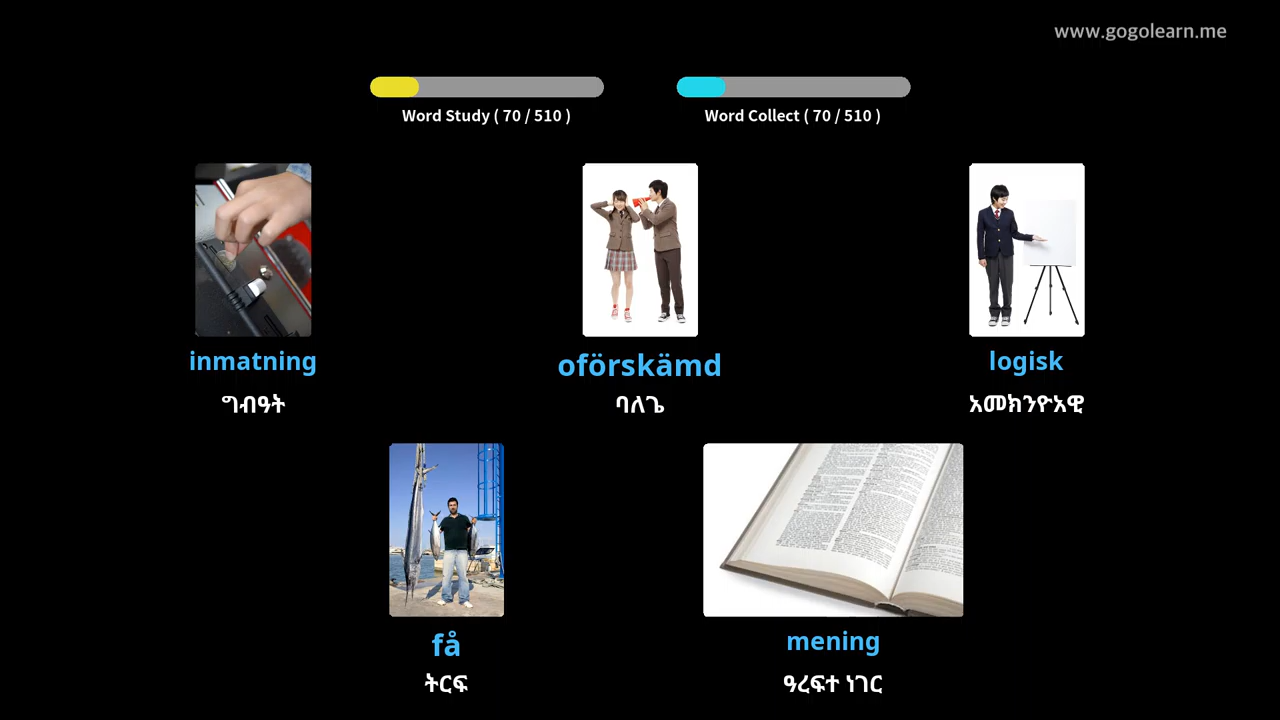 www.gogolearn.me
Word Study ( 70 / 510 )
Word Collect ( 70 / 510 )
inmatning
ግብዓት
oförskämd
ባለጌ
logisk
አመክንዮአዊ
få
ትርፍ
mening
ዓረፍተ ነገር